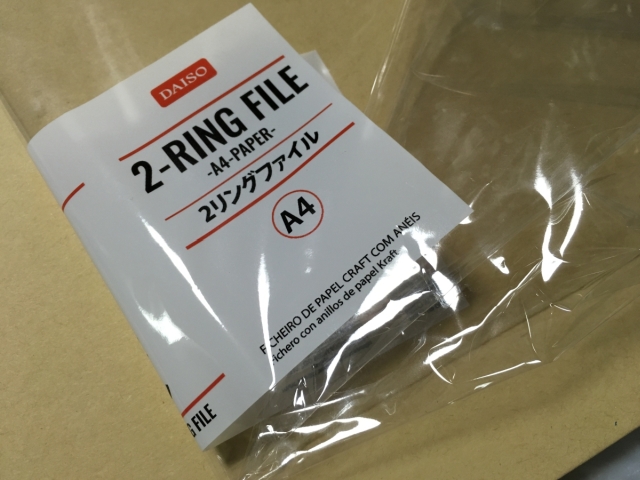 DAISO
2-RING FILE
-A4-PAPER-
2リングファイル
A4
FICHEIRO DE PAPEL CRAFT COM ANÉIS
Fichero con anillos de papel Kraft
FILE